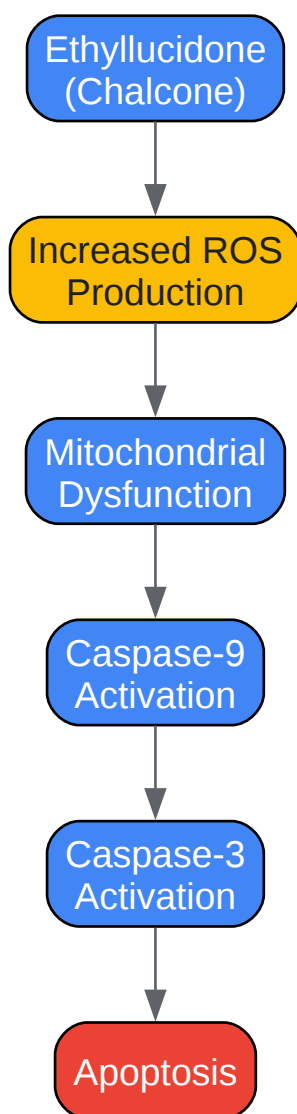 Ethyllucidone
(Chalcone)
Increased ROS
Production
Mitochondrial
Dysfunction
Caspase-9
Activation
Caspase-3
Activation
Apoptosis